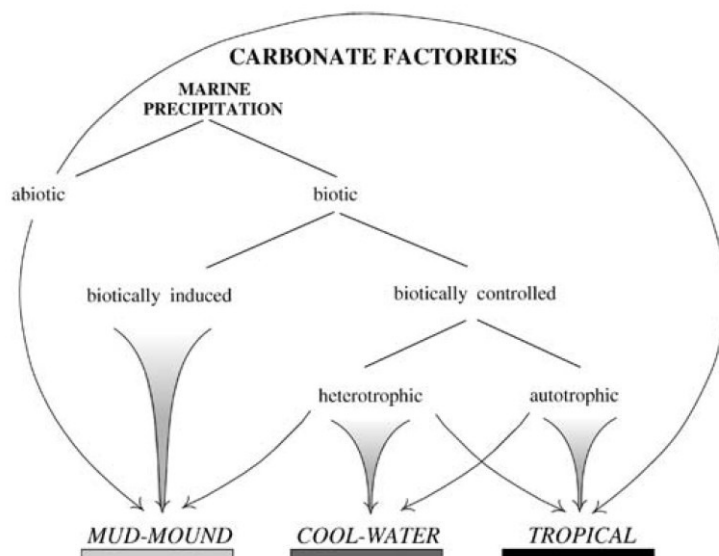 CARBONATE FACTORIES
MARINE
PRECIPITATION
abiotic
biotic
biotically induced
biotically controlled
heterotrophic
autotrophic
MUD-MOUND
COOL-WATER
TROPICAL